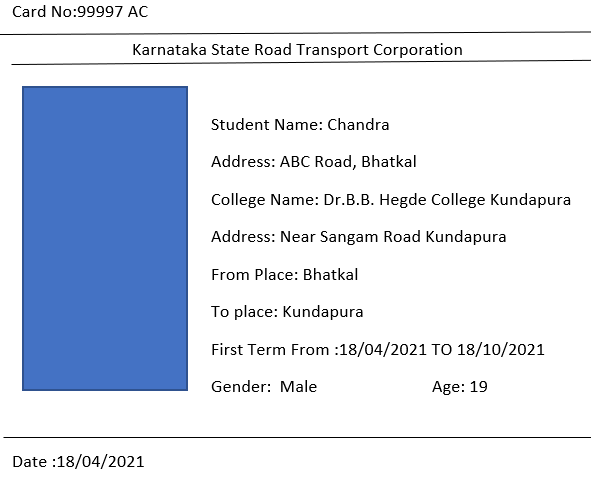 Card No:99997 AC
Karnataka State Road Transport Corporation
Student Name: Chandra
Address: ABC Road, Bhatkal
College Name: Dr.B.B. Hegde College Kundapura
Address: Near Sangam Road Kundapura
From Place: Bhatkal
To place: Kundapura
First Term From :18/04/2021 TO 18/10/2021
Gender:  Male Age: 19
Date :18/04/2021